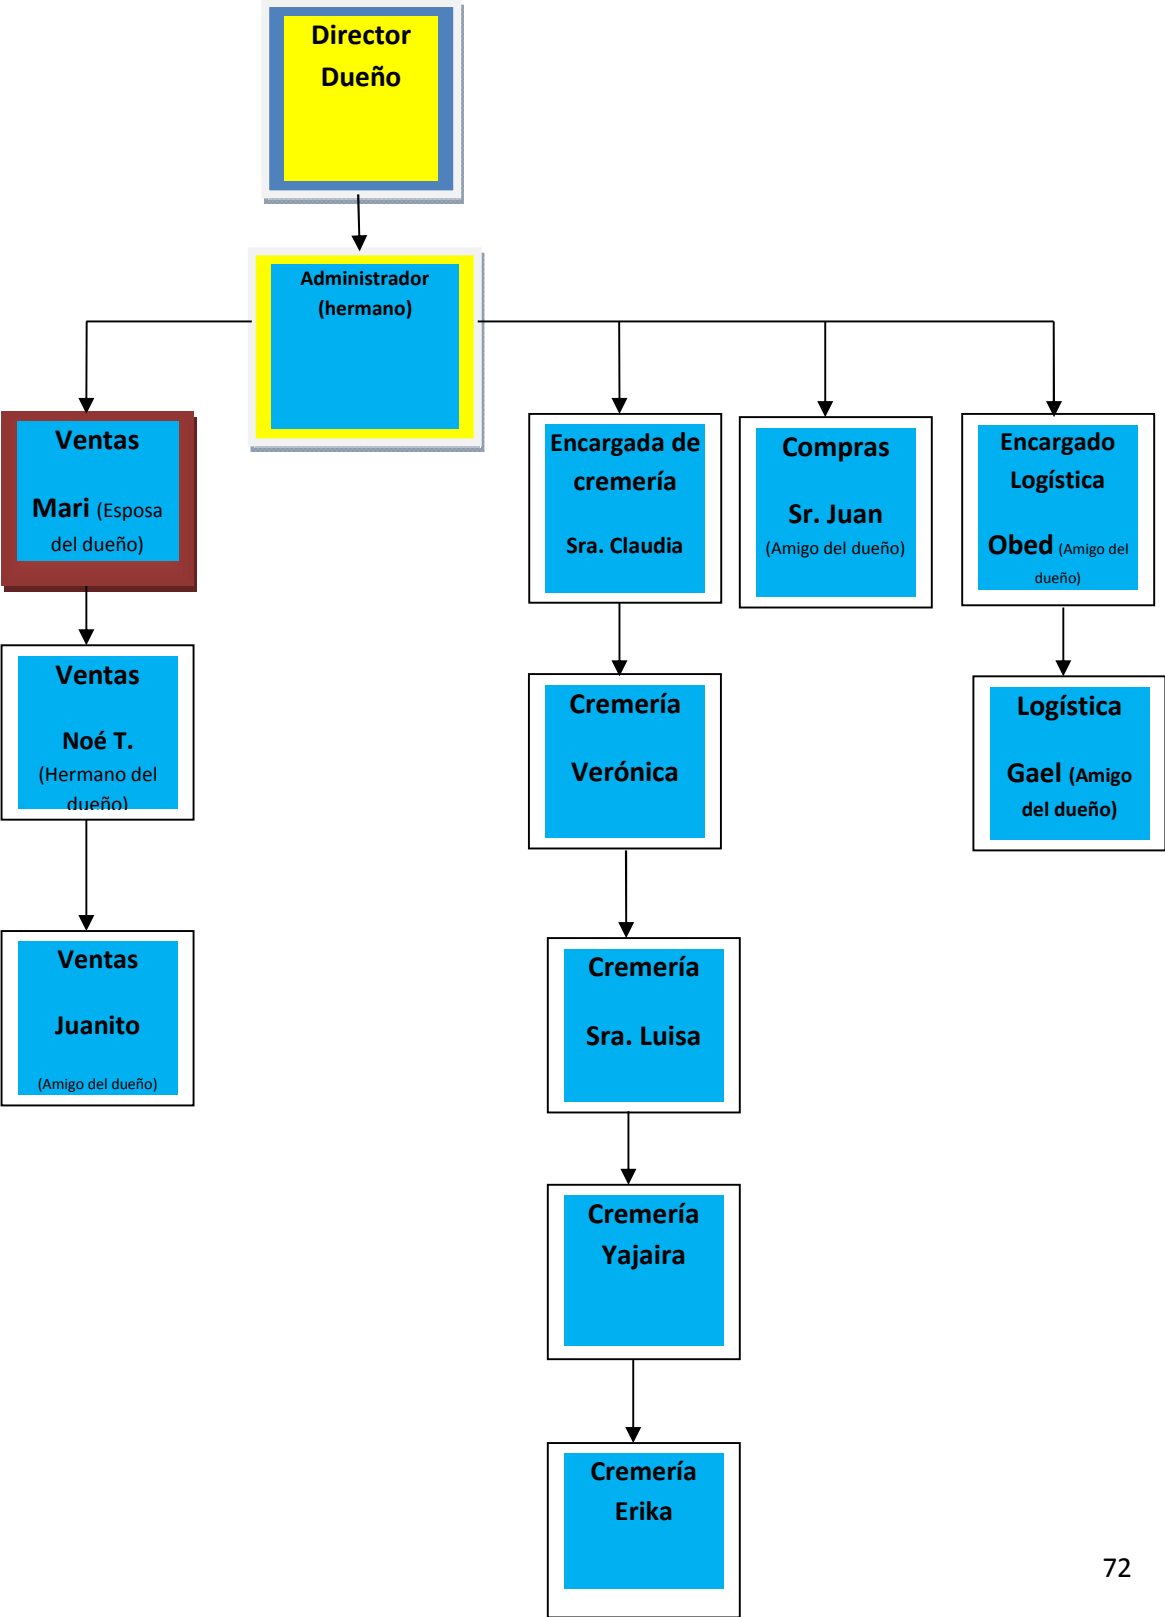 Director
Dueño
Administrador
(hermano)
Ventas
Mari (Esposa
del dueño)
Encargada de
cremería
Sra. Claudia
Compras
Sr. Juan
(Amigo del dueño)
Encargado
Logística
Obed (Amigo del
dueño)
Ventas
Noé T.
(Hermano del
dueño)
Cremería
Verónica
Logística
Gael (Amigo
del dueño)
Ventas
Juanito
(Amigo del dueño)
Cremería
Sra. Luisa
Cremería
Yajaira
Cremería
Erika
72